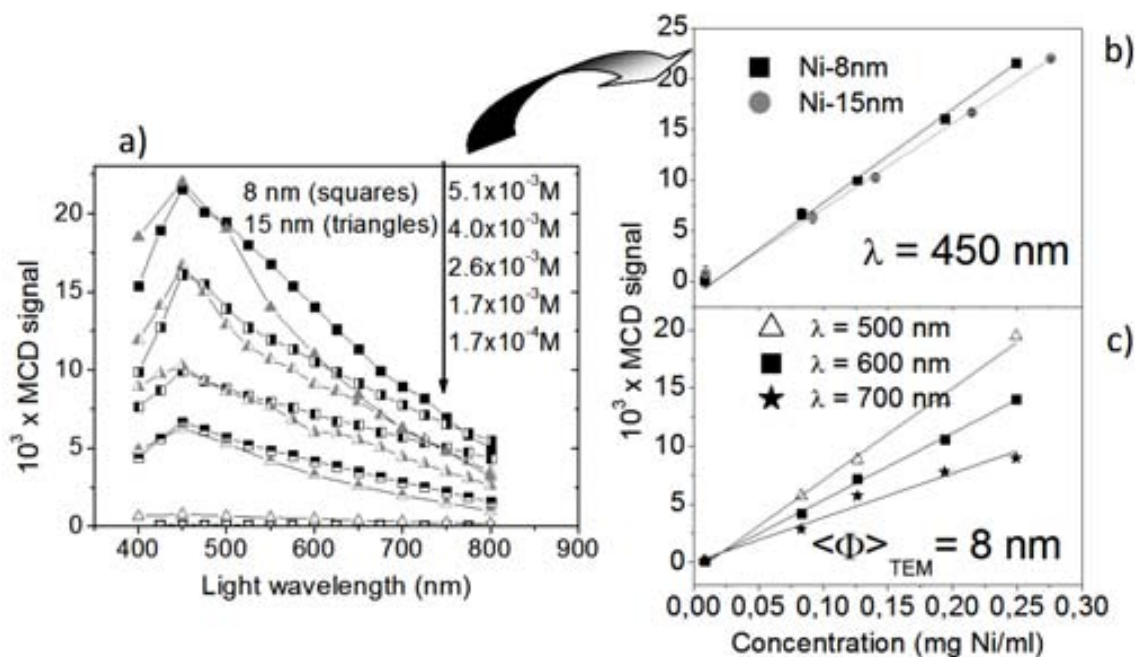 a)
10³ x MCD signal
20
15
10
5
0
8 nm (squares)
15 nm (triangles)
5.1x10⁻³M
4.0x10⁻³M
2.6x10⁻³M
1.7x10⁻³M
1.7x10⁻⁴M
400 500 600 700 800 900
Light wavelength (nm)
b)
10³ x MCD signal
25
20
15
10
5
0
Ni-8nm
Ni-15nm
λ = 450 nm
c)
10³ x MCD signal
20
15
10
5
0
λ = 500 nm
λ = 600 nm
λ = 700 nm
<Φ>TEM = 8 nm
0,00 0,05 0,10 0,15 0,20 0,25 0,30
Concentration (mg Ni/ml)